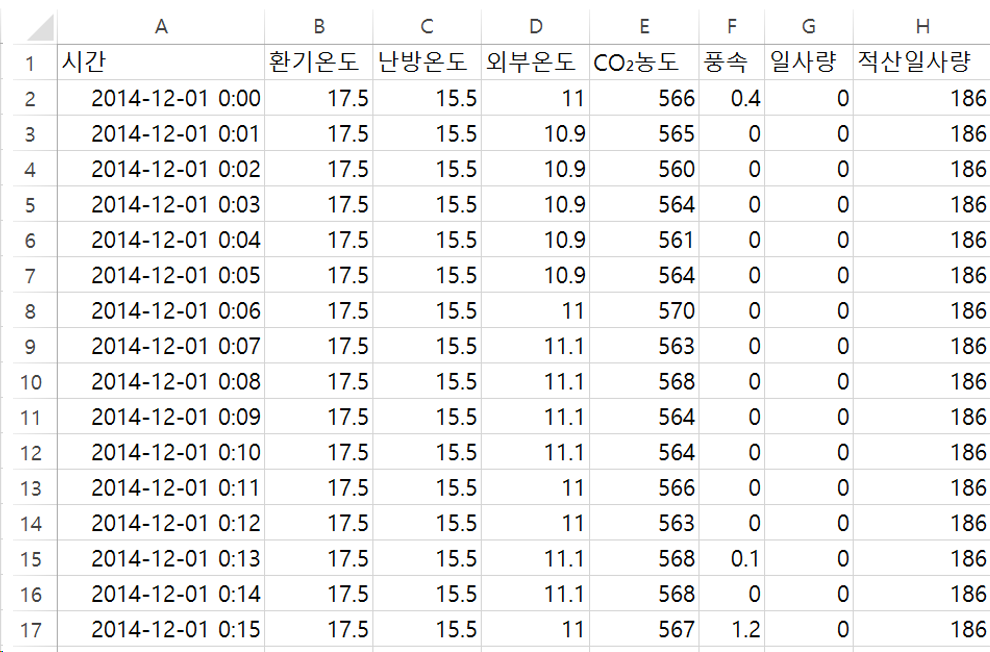 A B C D E F G H
1 시간 환기온도 난방온도 외부온도 CO₂농도 풍속 일사량 적산일사량
2 2014-12-01 0:00 17.5 15.5 11 566 0.4 0 186
3 2014-12-01 0:01 17.5 15.5 10.9 565 0 0 186
4 2014-12-01 0:02 17.5 15.5 10.9 560 0 0 186
5 2014-12-01 0:03 17.5 15.5 10.9 564 0 0 186
6 2014-12-01 0:04 17.5 15.5 10.9 561 0 0 186
7 2014-12-01 0:05 17.5 15.5 10.9 564 0 0 186
8 2014-12-01 0:06 17.5 15.5 11 570 0 0 186
9 2014-12-01 0:07 17.5 15.5 11.1 563 0 0 186
10 2014-12-01 0:08 17.5 15.5 11.1 568 0 0 186
11 2014-12-01 0:09 17.5 15.5 11.1 564 0 0 186
12 2014-12-01 0:10 17.5 15.5 11.1 564 0 0 186
13 2014-12-01 0:11 17.5 15.5 11 566 0 0 186
14 2014-12-01 0:12 17.5 15.5 11 563 0 0 186
15 2014-12-01 0:13 17.5 15.5 11.1 568 0.1 0 186
16 2014-12-01 0:14 17.5 15.5 11.1 568 0 0 186
17 2014-12-01 0:15 17.5 15.5 11 567 1.2 0 186